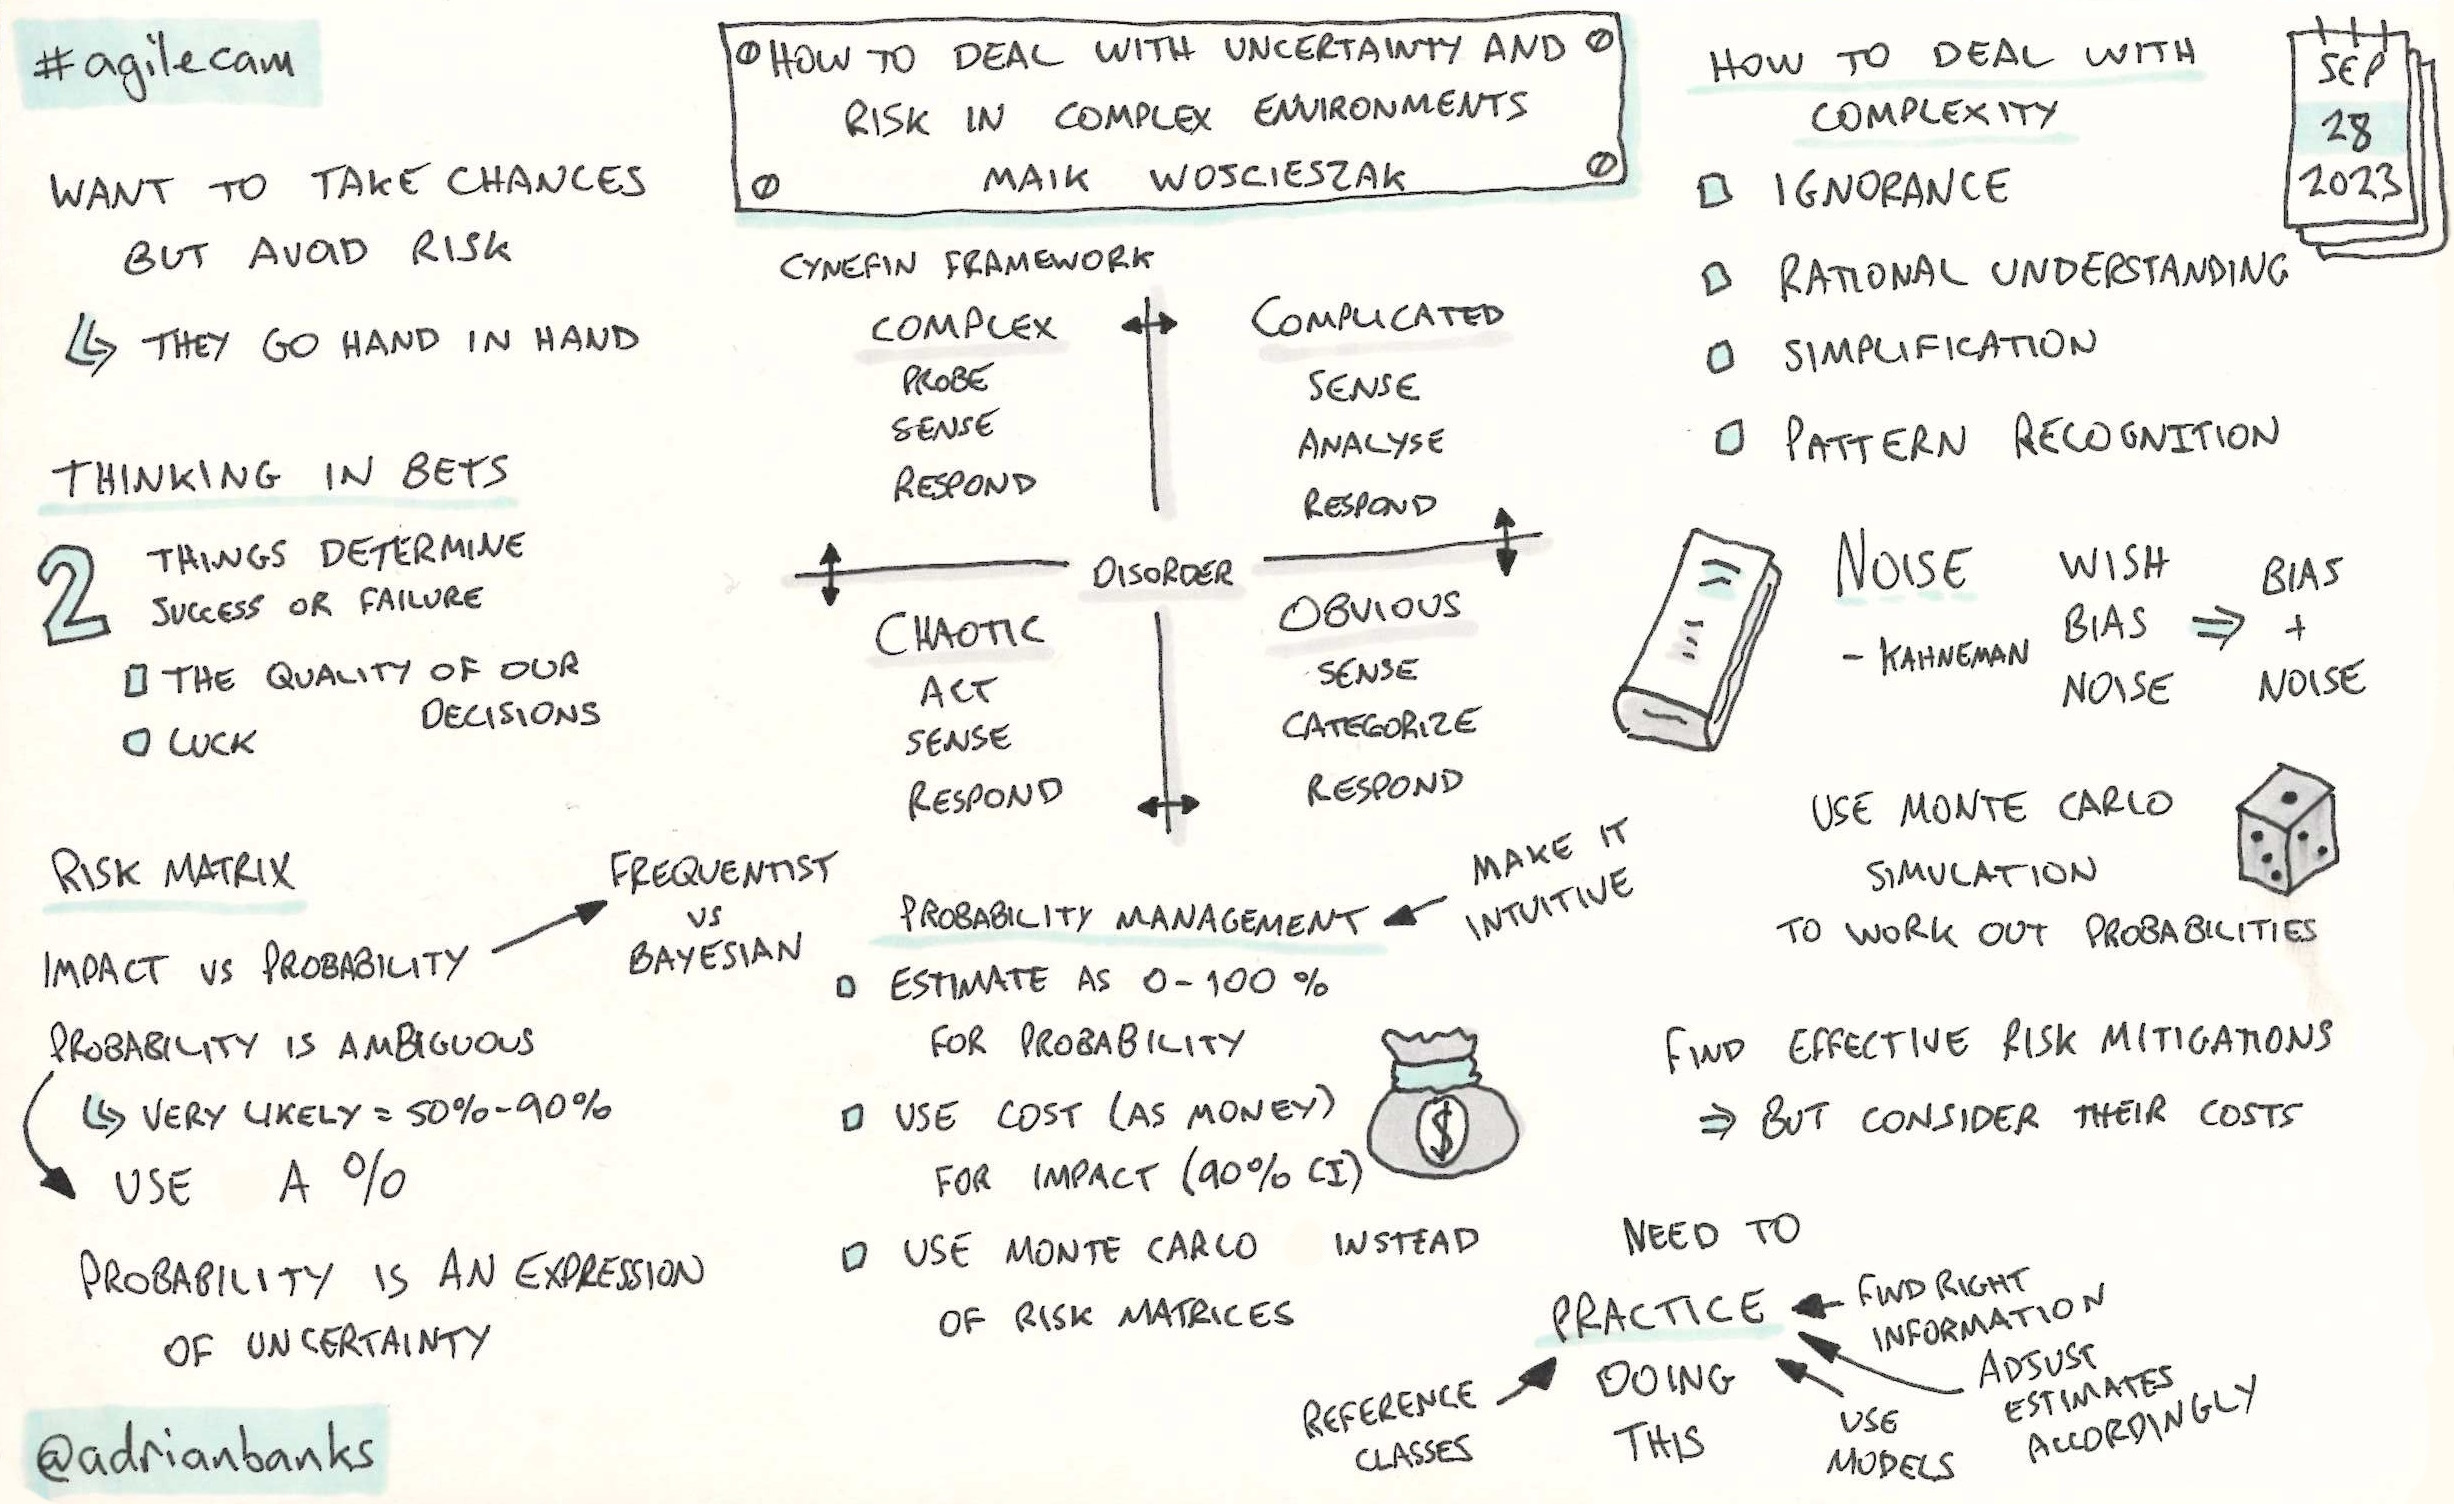 #agilecam
HOW TO DEAL WITH UNCERTAINTY AND
RISK IN COMPLEX ENVIRONMENTS
MAIK WOJCIESZAK
SEP
28
2023
WANT TO TAKE CHANCES
BUT AVOID RISK
THEY GO HAND IN HAND
THINKING IN BETS
2
THINGS DETERMINE
SUCCESS OR FAILURE
THE QUALITY OF OUR
DECISIONS
LUCK
RISK MATRIX
IMPACT VS PROBABILITY
FREQUENTIST
VS
BAYESIAN
PROBABILITY IS AMBIGUOUS
VERY LIKELY = 50%-90%
USE A %
PROBABILITY IS AN EXPRESSION
OF UNCERTAINTY
@adrianbanks
CYNEFIN FRAMEWORK
COMPLEX
PROBE
SENSE
RESPOND
COMPLICATED
SENSE
ANALYSE
RESPOND
DISORDER
CHAOTIC
ACT
SENSE
RESPOND
OBVIOUS
SENSE
CATEGORIZE
RESPOND
PROBABILITY MANAGEMENT
MAKE IT
INTUITIVE
ESTIMATE AS 0-100%
FOR PROBABILITY
USE COST (AS MONEY)
FOR IMPACT (90% CI)
$
USE MONTE CARLO INSTEAD
OF RISK MATRICES
HOW TO DEAL WITH
COMPLEXITY
IGNORANCE
RATIONAL UNDERSTANDING
SIMPLIFICATION
PATTERN RECOGNITION
NOISE
- KAHNEMAN
WISH
BIAS
NOISE
BIAS
+
NOISE
USE MONTE CARLO
SIMULATION
TO WORK OUT PROBABILITIES
FIND EFFECTIVE RISK MITIGATIONS
⇒ BUT CONSIDER THEIR COSTS
NEED TO
PRACTICE
DOING
THIS
FIND RIGHT
INFORMATION
ADJUST
ESTIMATES
ACCORDINGLY
USE
MODELS
REFERENCE
CLASSES